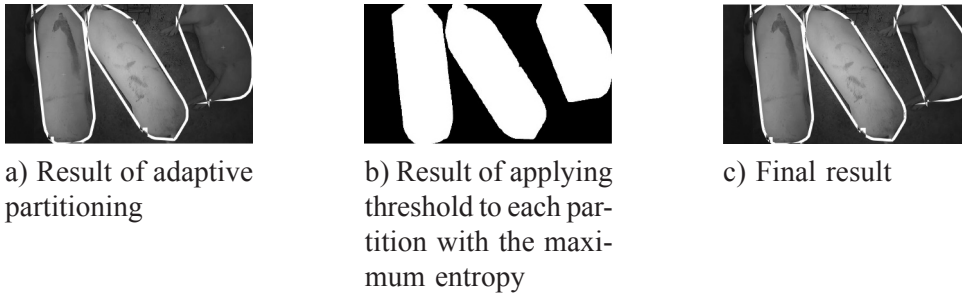 a) Result of adaptive
partitioning
b) Result of applying
threshold to each par-
tition with the maxi-
mum entropy
c) Final result